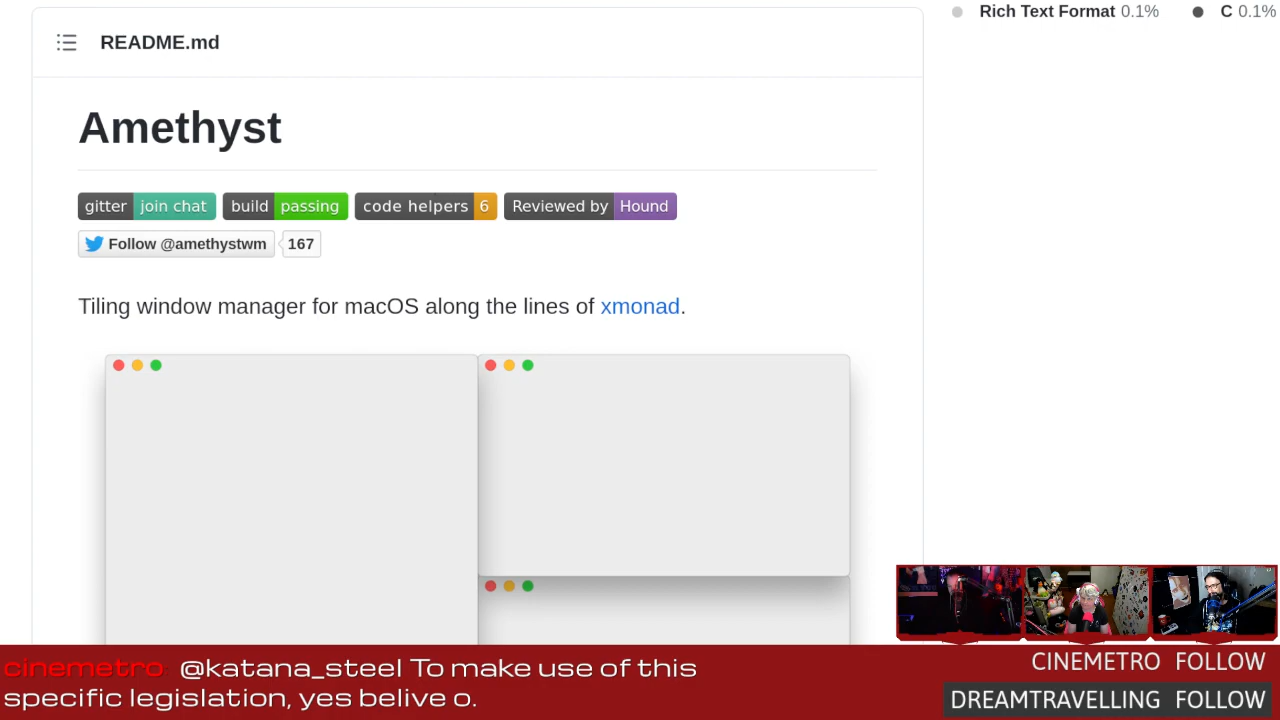 Rich Text Format 0.1% C 0.1%
README.md
Amethyst
gitter join chat build passing code helpers 6 Reviewed by Hound
Follow @amethystwm 167
Tiling window manager for macOS along the lines of xmonad.
cinemetro: @katana_steel To make use of this
specific legislation, yes belive o.
CINEMETRO FOLLOW
DREAMTRAVELLING FOLLOW